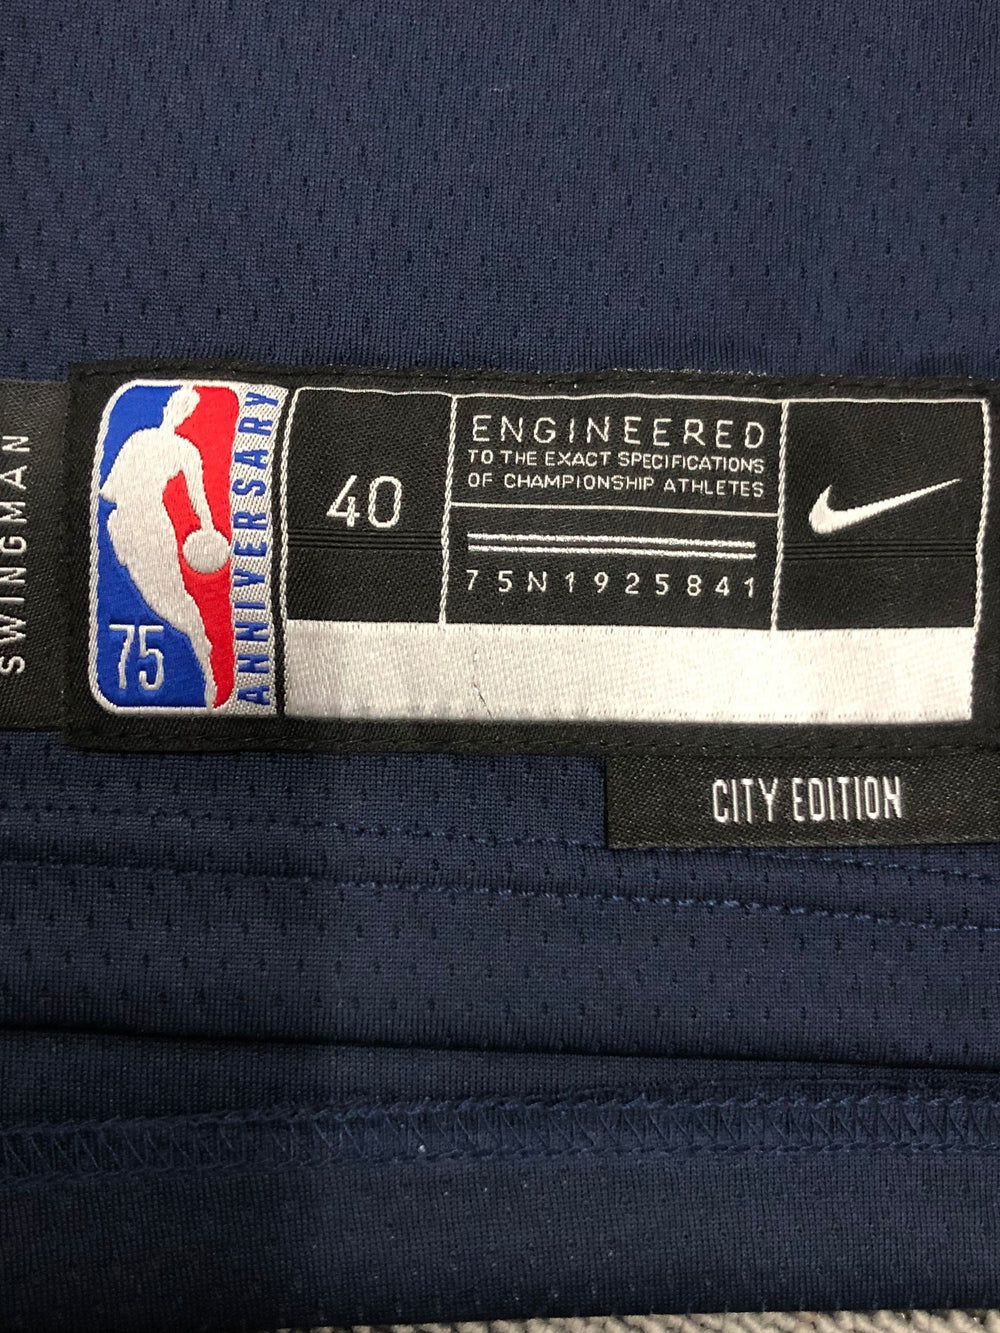 SWINGMAN
75
ANNIVERSARY
40
ENGINEERED
TO THE EXACT SPECIFICATIONS
OF CHAMPIONSHIP ATHLETES
75N1925841
CITY EDITION